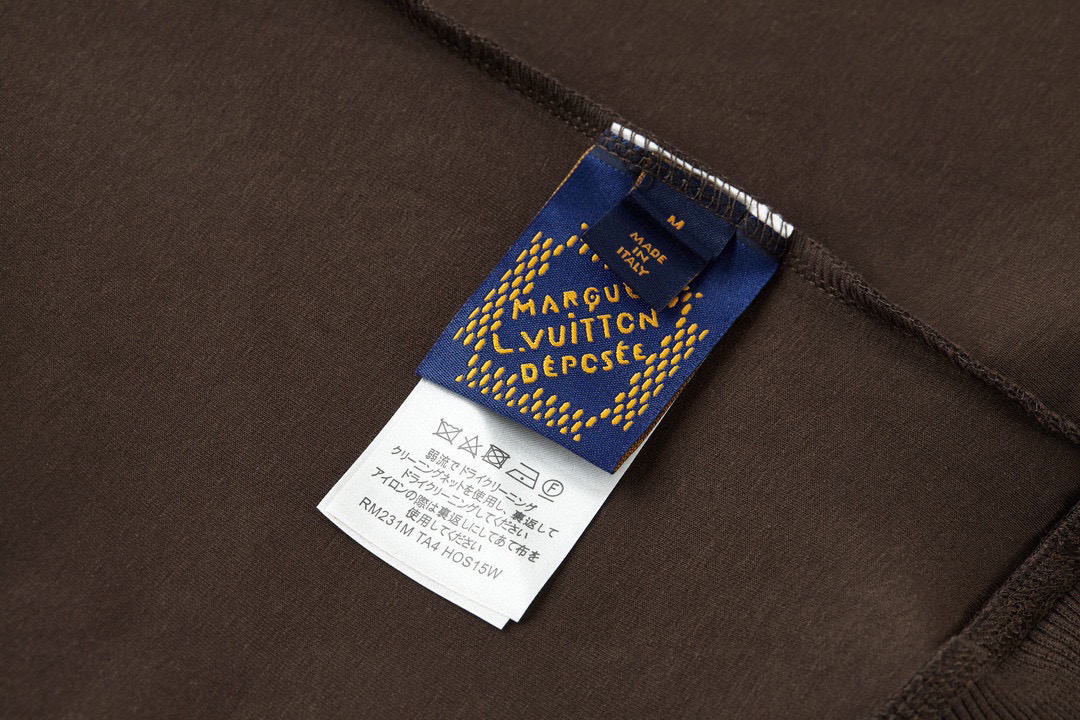 M
MADE
IN
ITALY
MARQUE
L.VUITTON
DÉPOSÉE
F
弱流でドライクリーニング
クリーニングネットを使用し、裏返して
ドライクリーニングしてください
アイロンの際は裏返しにしてあて布を
使用してください
RM231M TA4 HOS15W